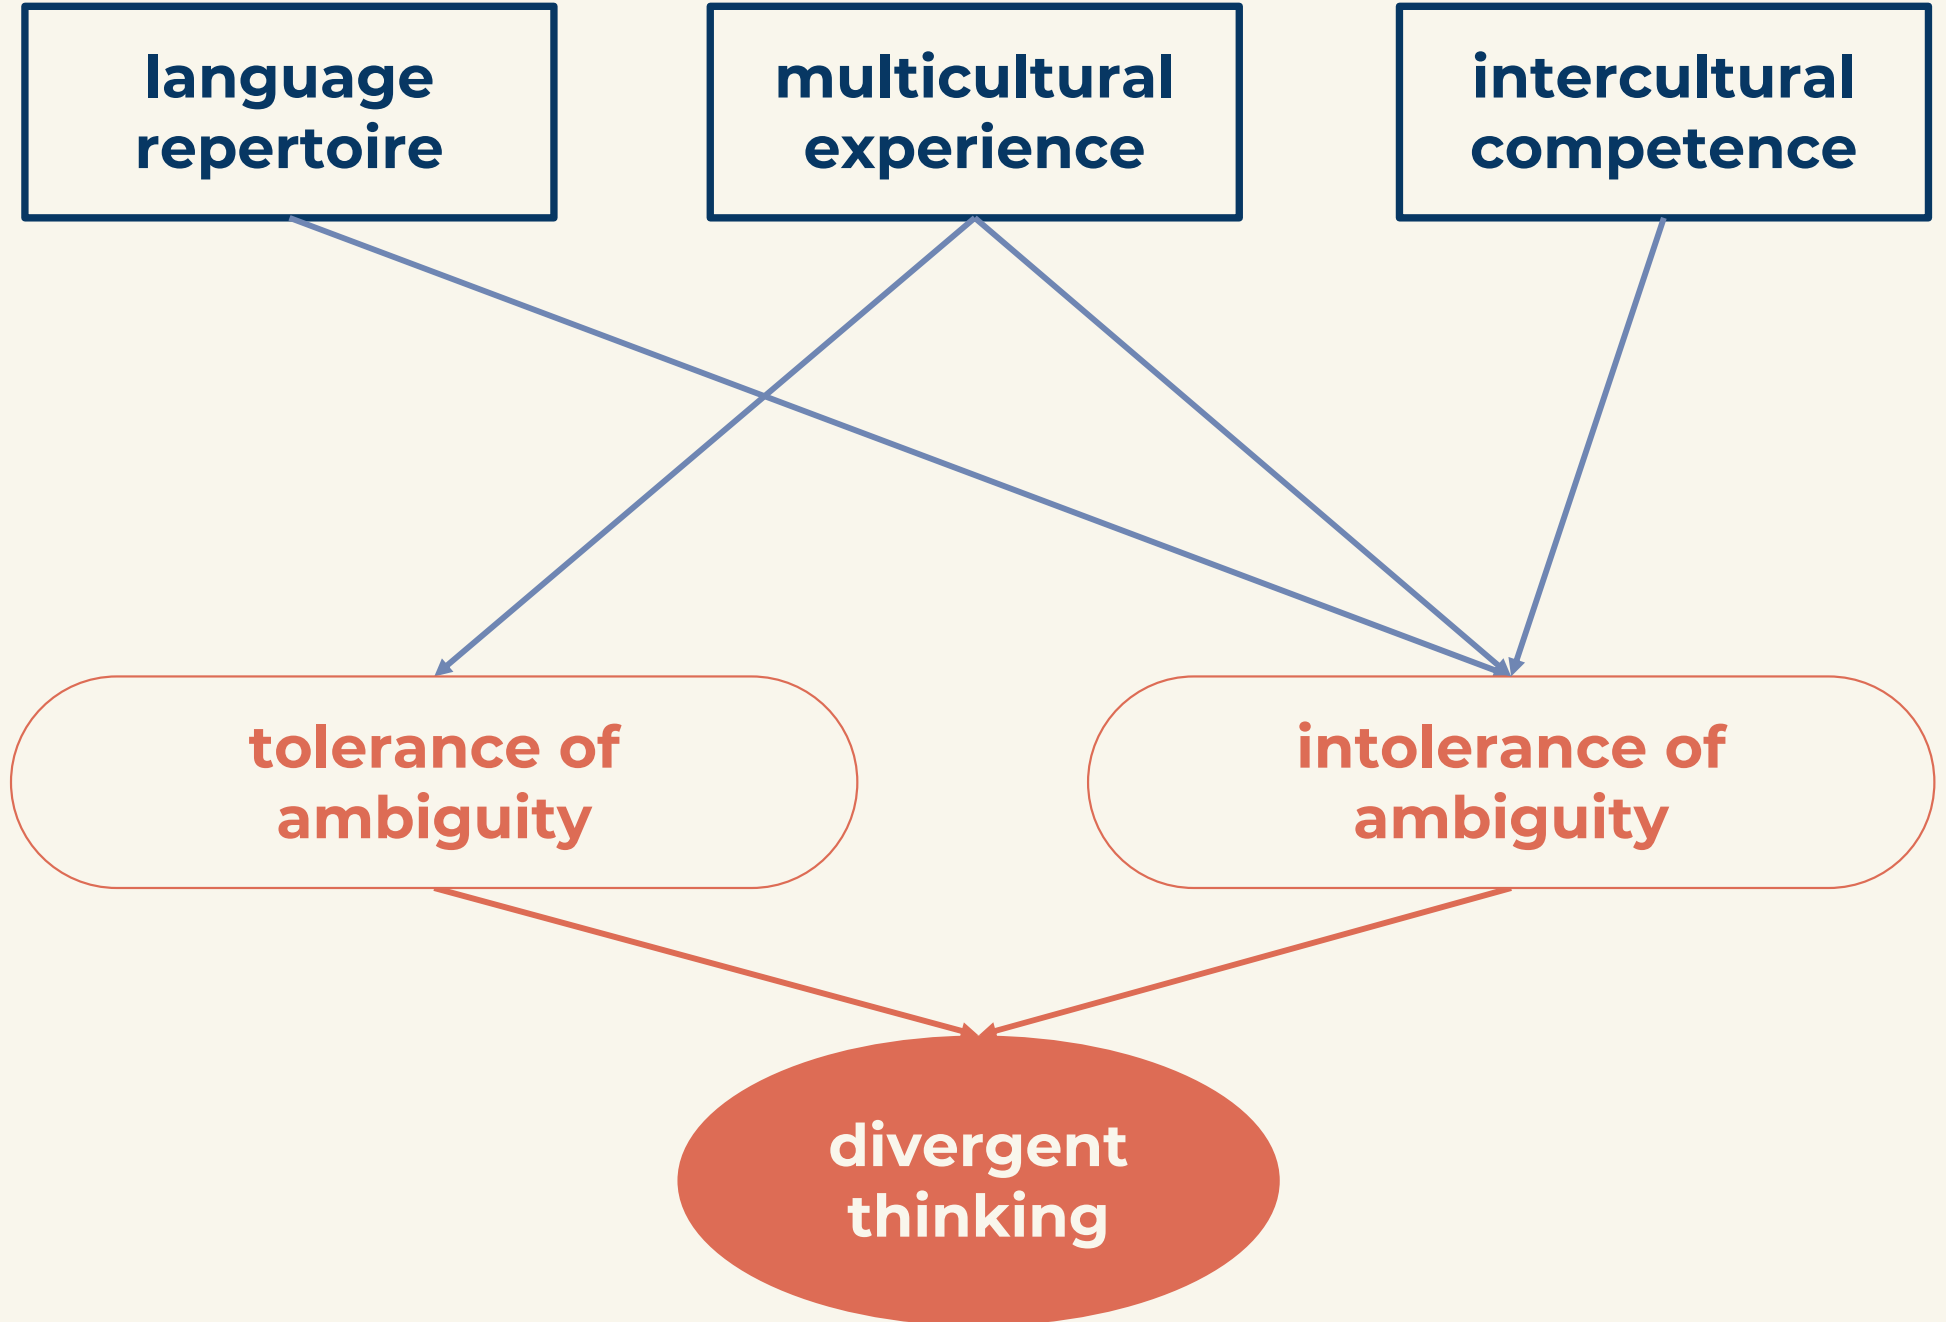 language
repertoire
multicultural
experience
intercultural
competence
tolerance of
ambiguity
intolerance of
ambiguity
divergent
thinking